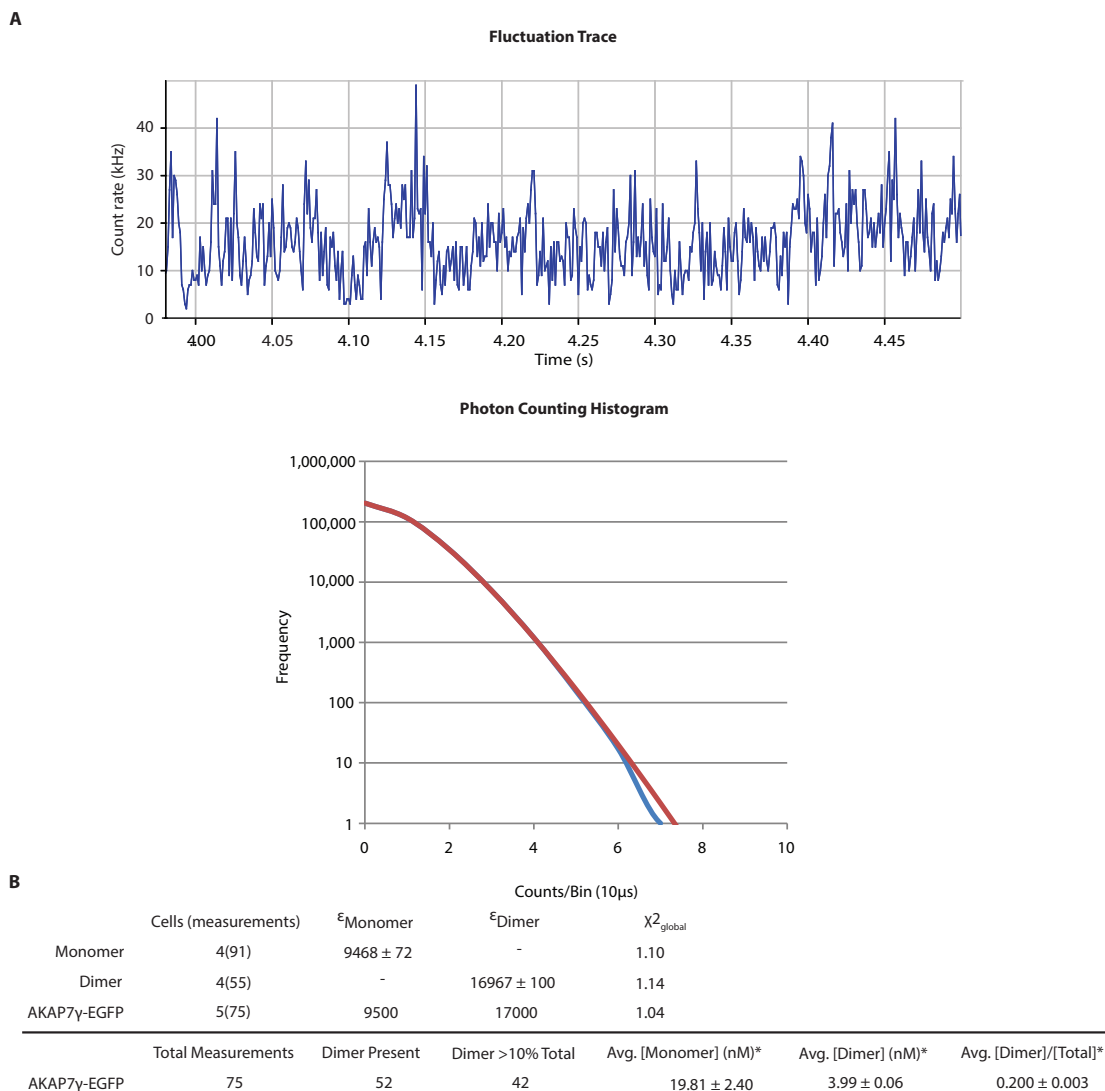 A
Fluctuation Trace
Count rate (kHz)
40
30
20
10
0
4.00 4.05 4.10 4.15 4.20 4.25 4.30 4.35 4.40 4.45
Time (s)
Photon Counting Histogram
Frequency
1,000,000
100,000
10,000
1,000
100
10
1
0 2 4 6 8 10
Counts/Bin (10µs)
B
Cells (measurements) εMonomer εDimer χ2global
Monomer 4(91) 9468 ± 72 - 1.10
Dimer 4(55) - 16967 ± 100 1.14
AKAP7γ-EGFP 5(75) 9500 17000 1.04
Total Measurements Dimer Present Dimer >10% Total Avg. [Monomer] (nM)* Avg. [Dimer] (nM)* Avg. [Dimer]/[Total]*
AKAP7γ-EGFP 75 52 42 19.81 ± 2.40 3.99 ± 0.06 0.200 ± 0.003